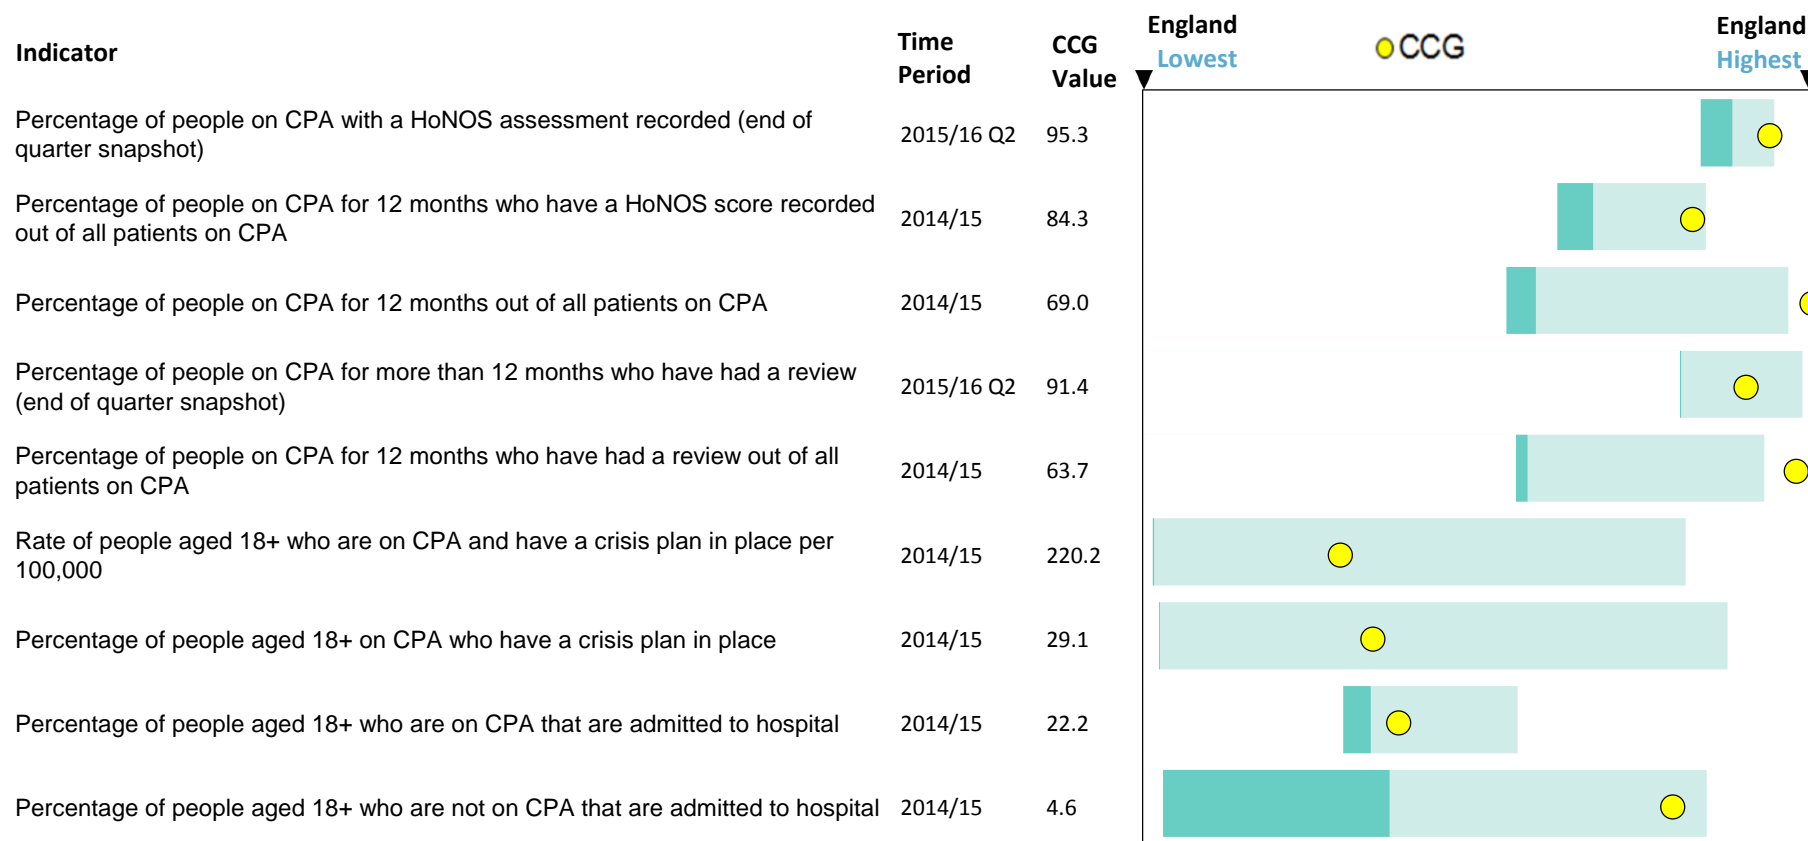 Indicator
Time
Period
CCG
Value
England
Lowest
CCG
England
Highest
Percentage of people on CPA with a HoNOS assessment recorded (end of
quarter snapshot)
2015/16 Q2
95.3
Percentage of people on CPA for 12 months who have a HoNOS score recorded
out of all patients on CPA
2014/15
84.3
Percentage of people on CPA for 12 months out of all patients on CPA
2014/15
69.0
Percentage of people on CPA for more than 12 months who have had a review
(end of quarter snapshot)
2015/16 Q2
91.4
Percentage of people on CPA for 12 months who have had a review out of all
patients on CPA
2014/15
63.7
Rate of people aged 18+ who are on CPA and have a crisis plan in place per
100,000
2014/15
220.2
Percentage of people aged 18+ on CPA who have a crisis plan in place
2014/15
29.1
Percentage of people aged 18+ who are on CPA that are admitted to hospital
2014/15
22.2
Percentage of people aged 18+ who are not on CPA that are admitted to hospital
2014/15
4.6